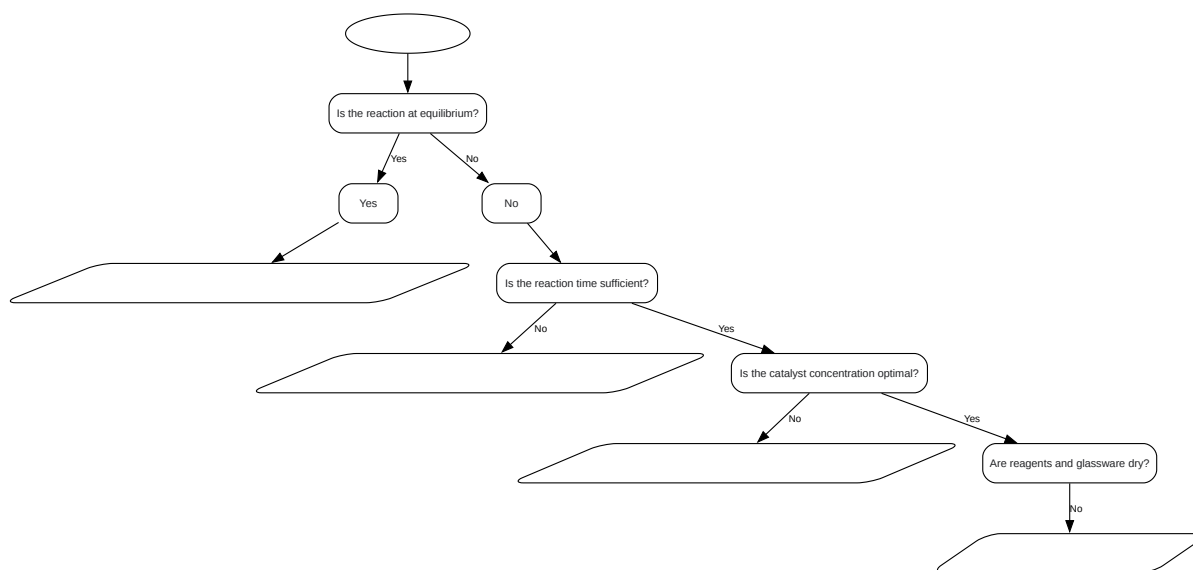 Is the reaction at equilibrium?
Yes
No
Yes
No
Is the reaction time sufficient?
No
Yes
Is the catalyst concentration optimal?
No
Yes
Are reagents and glassware dry?
No